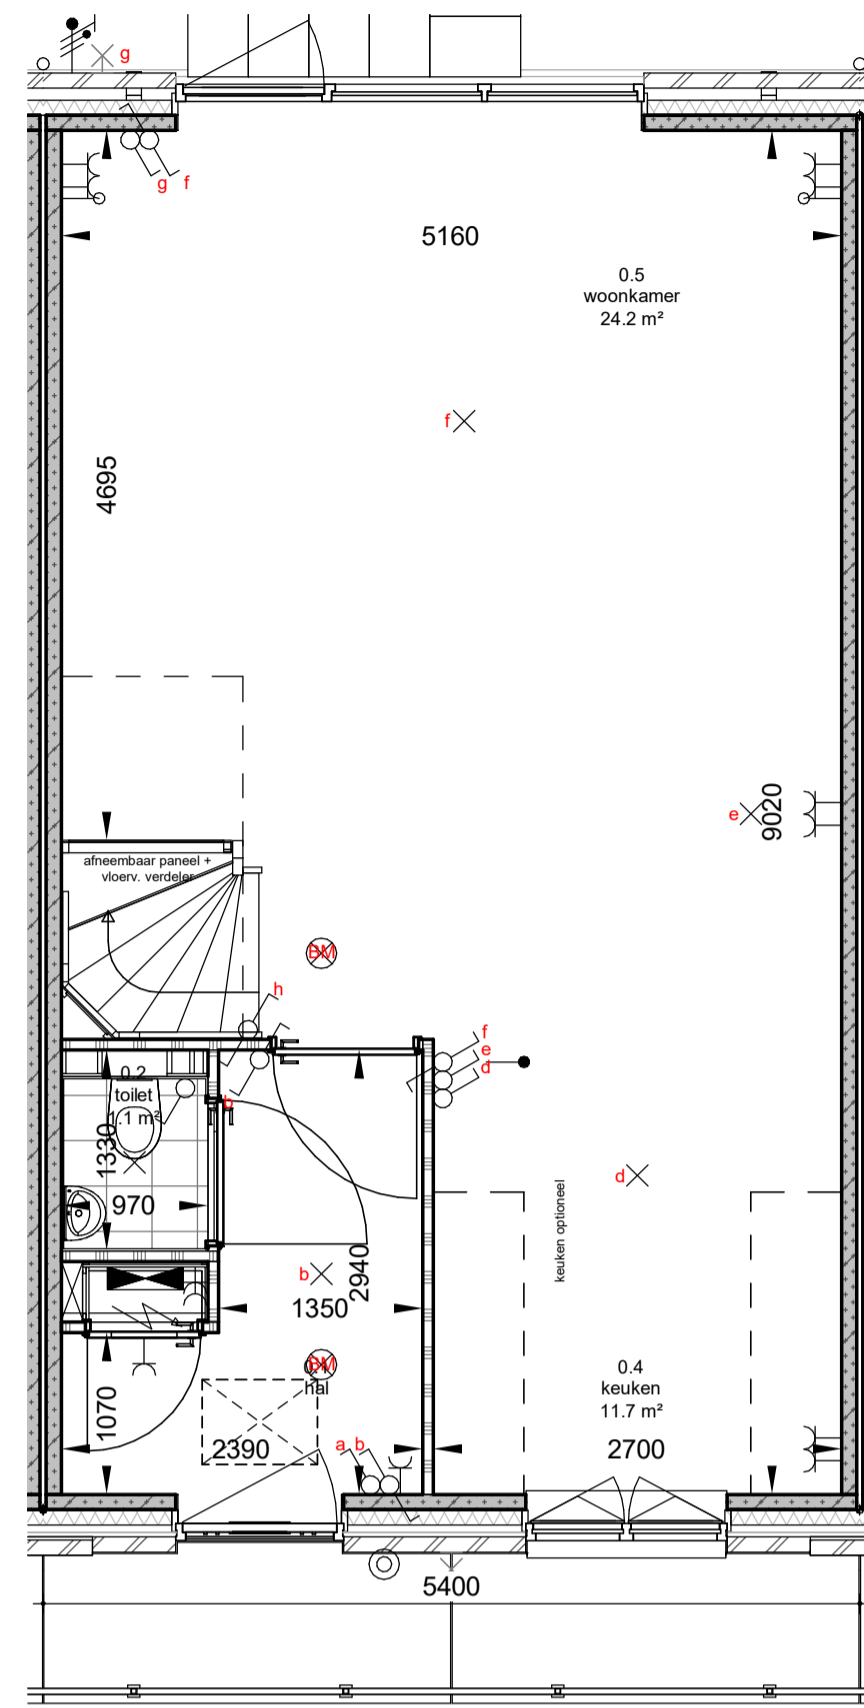 g
g f
5160
0.5
woonkamer
24.2 m²
f
4695
e
9020
afneembaar paneel +
vloerv. verdeler
BM
h
f
e
d
0.2
toilet
1.1 m²
b
1330
970
d
keuken optioneel
b
2940
1350
BM
hal
0.4
keuken
11.7 m²
1070
2390
a b
2700
5400